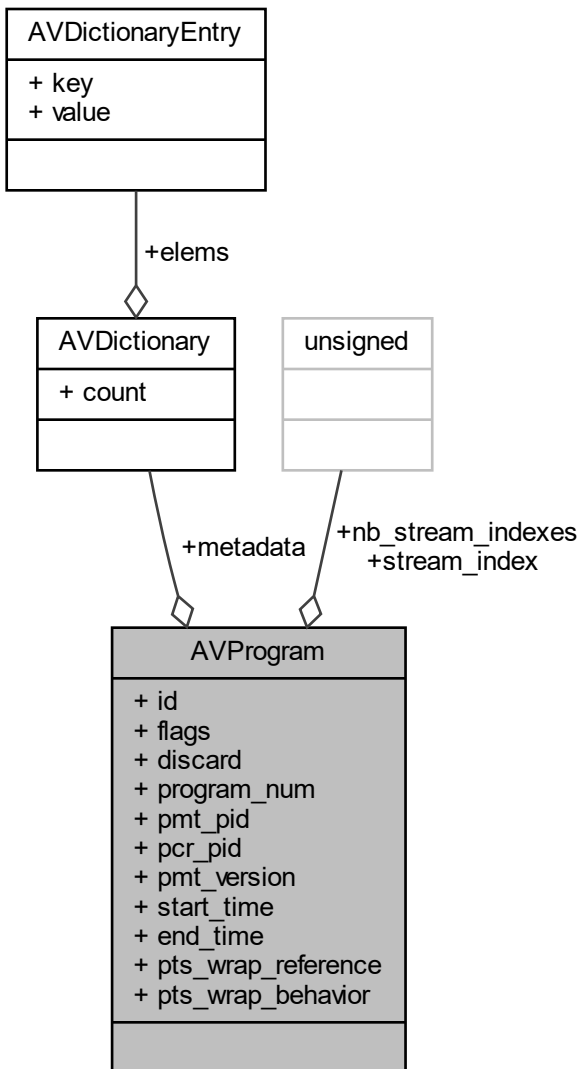 AVDictionaryEntry
+ key
+ value
+elems
AVDictionary
+ count
unsigned
+metadata
+nb_stream_indexes
+stream_index
AVProgram
+ id
+ flags
+ discard
+ program_num
+ pmt_pid
+ pcr_pid
+ pmt_version
+ start_time
+ end_time
+ pts_wrap_reference
+ pts_wrap_behavior